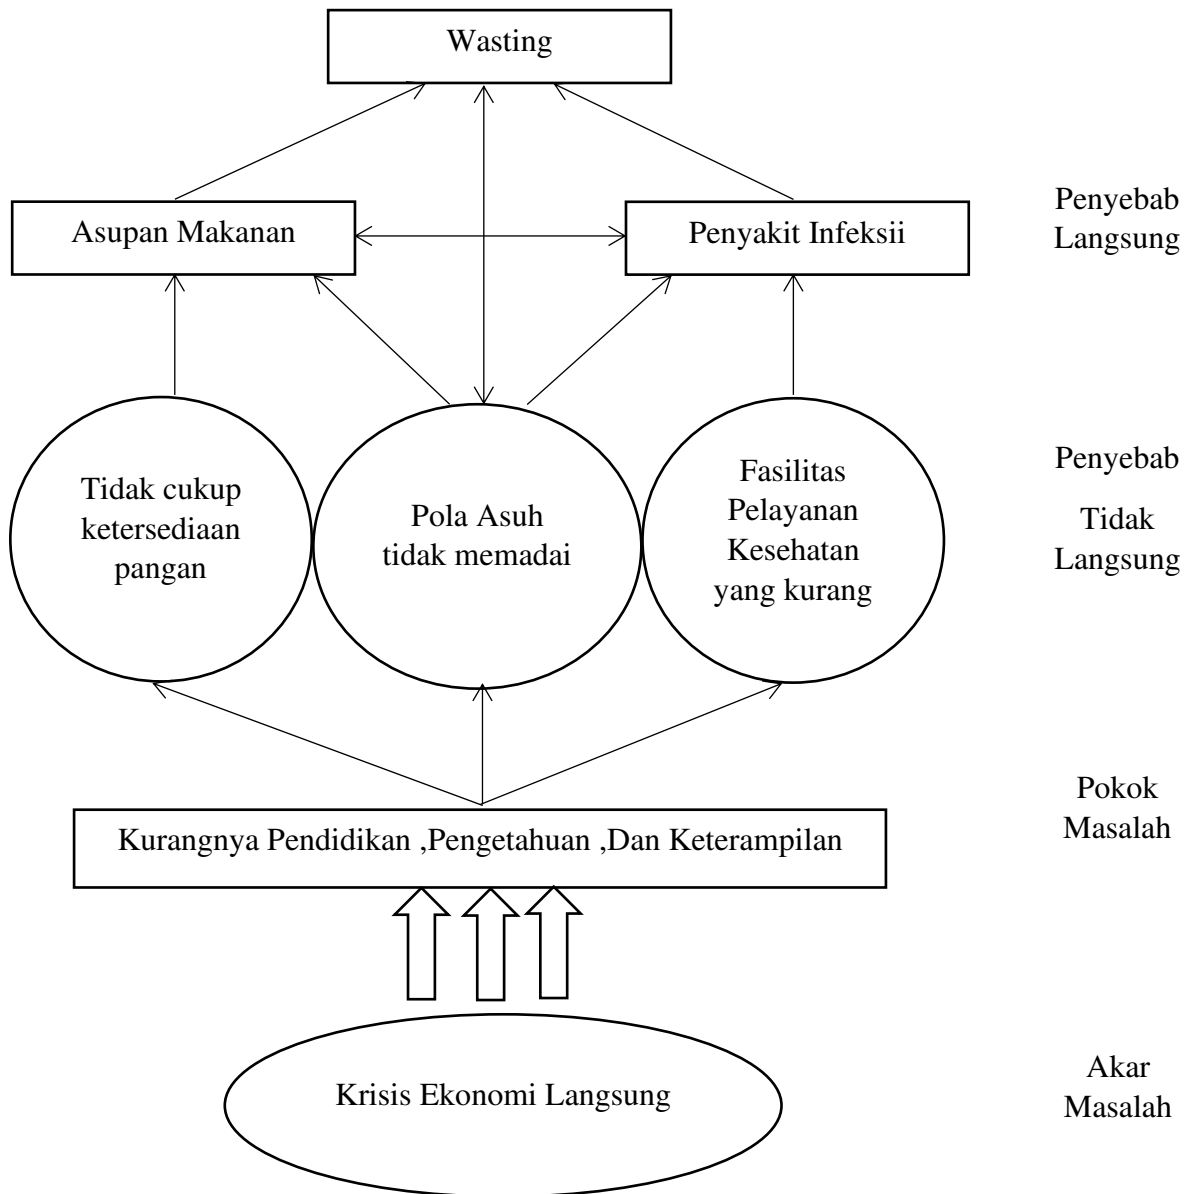 Wasting
Asupan Makanan
Penyakit Infeksii
Penyebab
Langsung
Tidak cukup
ketersediaan
pangan
Pola Asuh
tidak memadai
Fasilitas
Pelayanan
Kesehatan
yang kurang
Penyebab
Tidak
Langsung
Kurangnya Pendidikan ,Pengetahuan ,Dan Keterampilan
Pokok
Masalah
Krisis Ekonomi Langsung
Akar
Masalah